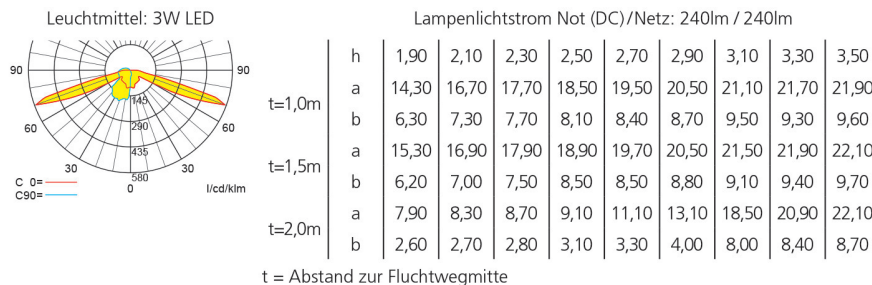 Leuchtmittel: 3W LED
90 90
60 60
30 30
0
145
290
435
580
C 0=
C90=
l/cd/klm
Lampenlichtstrom Not (DC)/Netz: 240lm / 240lm
h 1,90 2,10 2,30 2,50 2,70 2,90 3,10 3,30 3,50
t=1,0m
a 14,30 16,70 17,70 18,50 19,50 20,50 21,10 21,70 21,90
b 6,30 7,30 7,70 8,10 8,40 8,70 9,50 9,30 9,60
t=1,5m
a 15,30 16,90 17,90 18,90 19,70 20,50 21,50 21,90 22,10
b 6,20 7,00 7,50 8,50 8,50 8,80 9,10 9,40 9,70
t=2,0m
a 7,90 8,30 8,70 9,10 11,10 13,10 18,50 20,90 22,10
b 2,60 2,70 2,80 3,10 3,30 4,00 8,00 8,40 8,70
t = Abstand zur Fluchtwegmitte